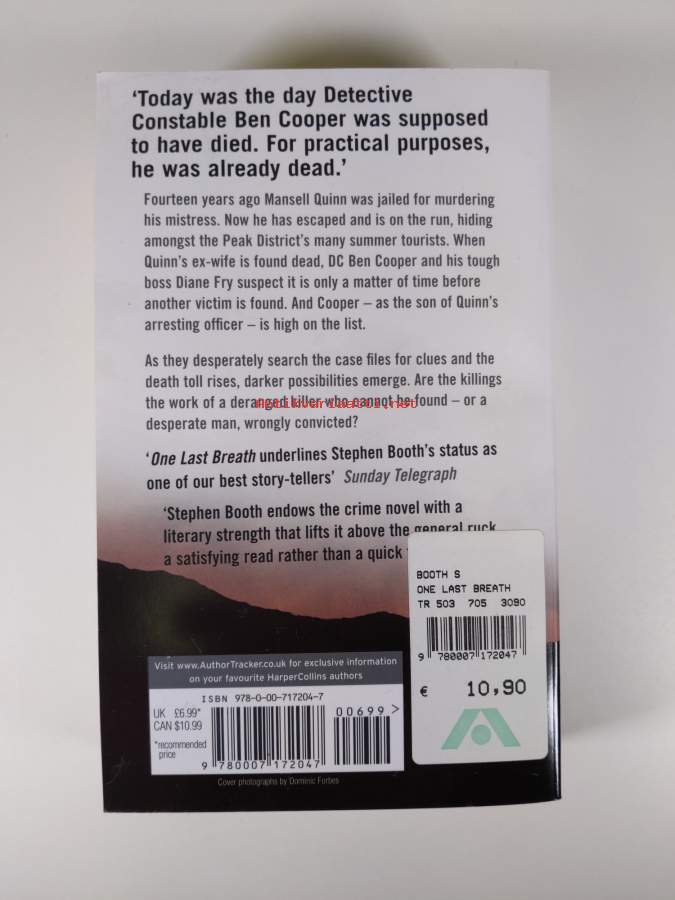 ‘Today was the day Detective
Constable Ben Cooper was supposed
to have died. For practical purposes,
he was already dead.’
Fourteen years ago Mansell Quinn was jailed for murdering
his mistress. Now he has escaped and is on the run, hiding
amongst the Peak District’s many summer tourists. When
Quinn’s ex-wife is found dead, DC Ben Cooper and his tough
boss Diane Fry suspect it is only a matter of time before
another victim is found. And Cooper – as the son of Quinn’s
arresting officer – is high on the list.
As they desperately search the case files for clues and the
death toll rises, darker possibilities emerge. Are the killings
the work of a deranged killer who cannot be found – or a
desperate man, wrongly convicted?
Antikvariaatti.net
‘One Last Breath underlines Stephen Booth’s status as
one of our best story-tellers’ Sunday Telegraph
‘Stephen Booth endows the crime novel with a
literary strength that lifts it above the general ruck
a satisfying read rather than a quick
BOOTH S
ONE LAST BREATH
TR 503 705 3090
9 780007 172047
€ 10,90
Visit www.AuthorTracker.co.uk for exclusive information
on your favourite HarperCollins authors
ISBN 978-0-00-717204-7
UK £6.99*
CAN $10.99
*recommended
price
00699 >
9 780007 172047
Cover photographs by Dominic Forbes